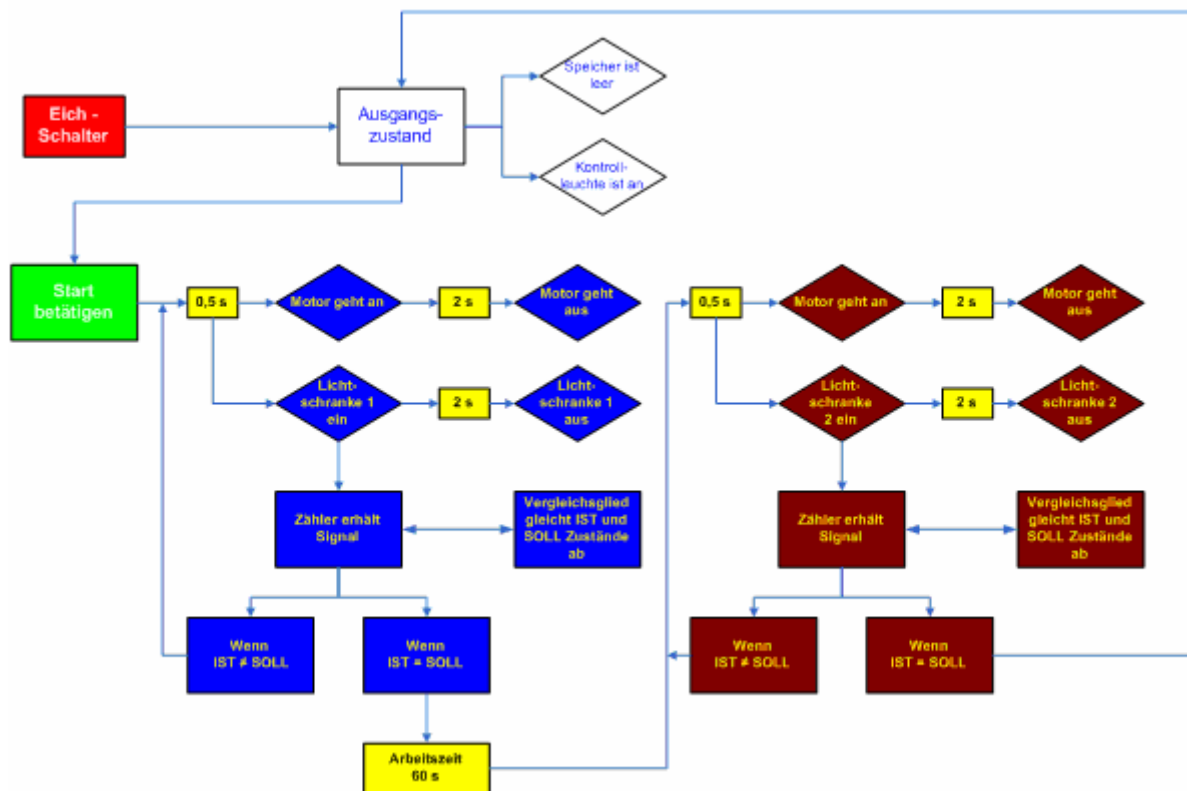 Speicher ist
leer
Eich -
Schalter
Ausgangs-
zustand
Kontroll-
leuchte ist an
Start
betätigen
0,5 s
Motor geht an
2 s
Motor geht
aus
0,5 s
Motor geht an
2 s
Motor geht
aus
Licht-
schranke 1
ein
2 s
Licht-
schranke 1
aus
Licht-
schranke
2 ein
2 s
Licht-
schranke 2
aus
Zähler erhält
Signal
Vergleichsglied
gleicht IST und
SOLL Zustände
ab
Zähler erhält
Signal
Vergleichsglied
gleicht IST und
SOLL Zustände
ab
Wenn
IST ≠ SOLL
Wenn
IST = SOLL
Wenn
IST ≠ SOLL
Wenn
IST = SOLL
Arbeitszeit
60 s